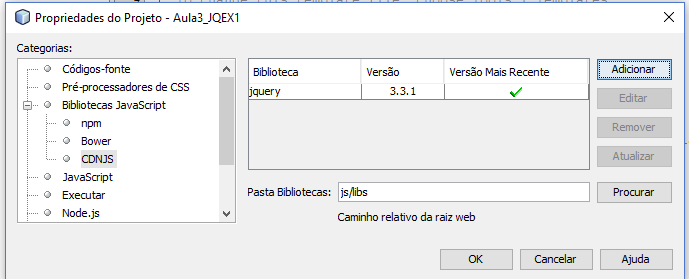 Propriedades do Projeto - Aula3_JQEX1
Categorias:
Códigos-fonte
Pré-processadores de CSS
Bibliotecas JavaScript
npm
Bower
CDNJS
JavaScript
Executar
Node.js
Biblioteca Versão Versão Mais Recente
jquery 3.3.1
Adicionar
Editar
Remover
Atualizar
Pasta Bibliotecas: js/libs Procurar
Caminho relativo da raiz web
OK Cancelar Ajuda